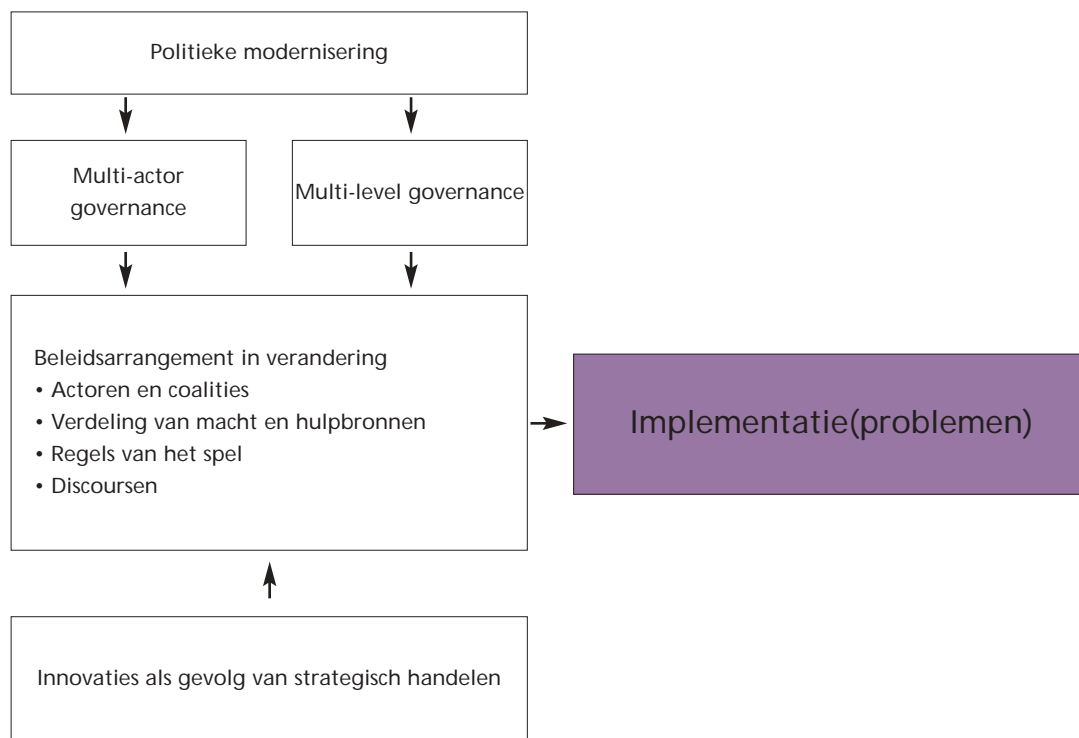 Politieke modernisering
Multi-actor
governance
Multi-level governance
Beleidsarrangement in verandering
• Actoren en coalities
• Verdeling van macht en hulpbronnen
• Regels van het spel
• Discoursen
Implementatie(problemen)
Innovaties als gevolg van strategisch handelen